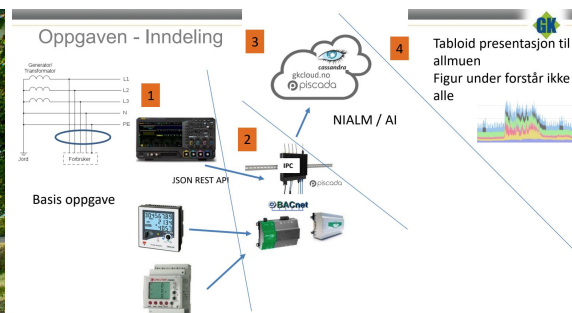 Oppgaven - Inndeling
Generator/
Transformator
L1
L2
L3
N
PE
Jord
Forbruker
1
JSON REST API
Basis oppgave
2
IPC
piscada
BACnet
3
cassandra
gkcloud.no
piscada
NIALM / AI
4
GK
Tabloid presentasjon til
allmuen
Figur under forstår ikke
alle